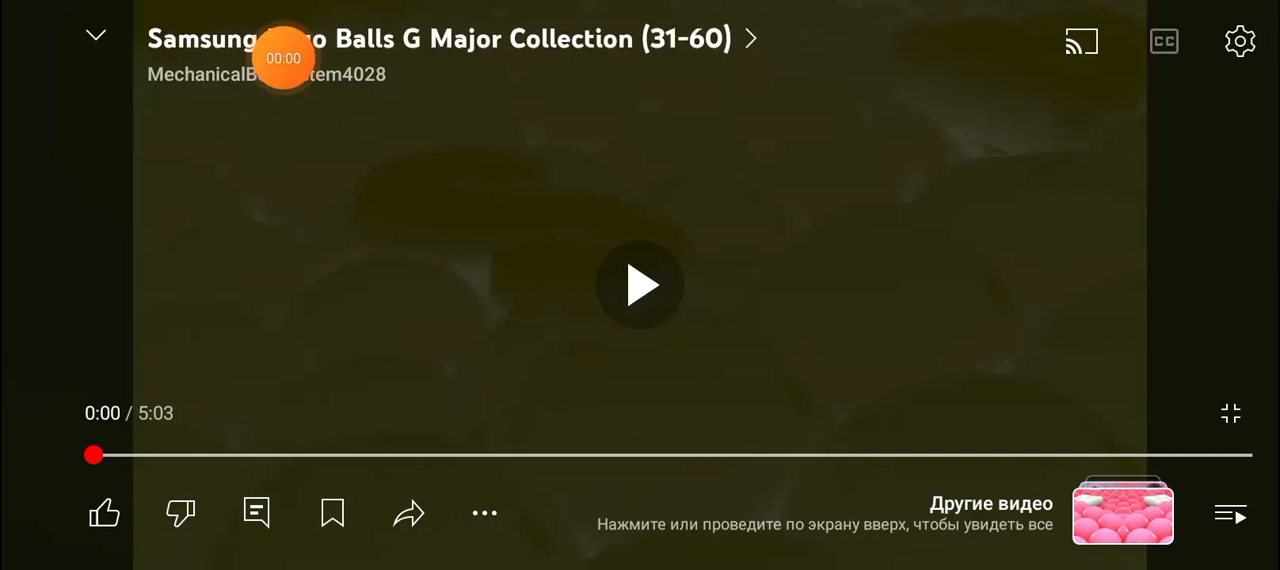 Samsung Balls G Major Collection (31-60)
00:00
MechanicalB tem4028
CC
0:00 / 5:03
Другие видео
Нажмите или проведите по экрану вверх, чтобы увидеть все